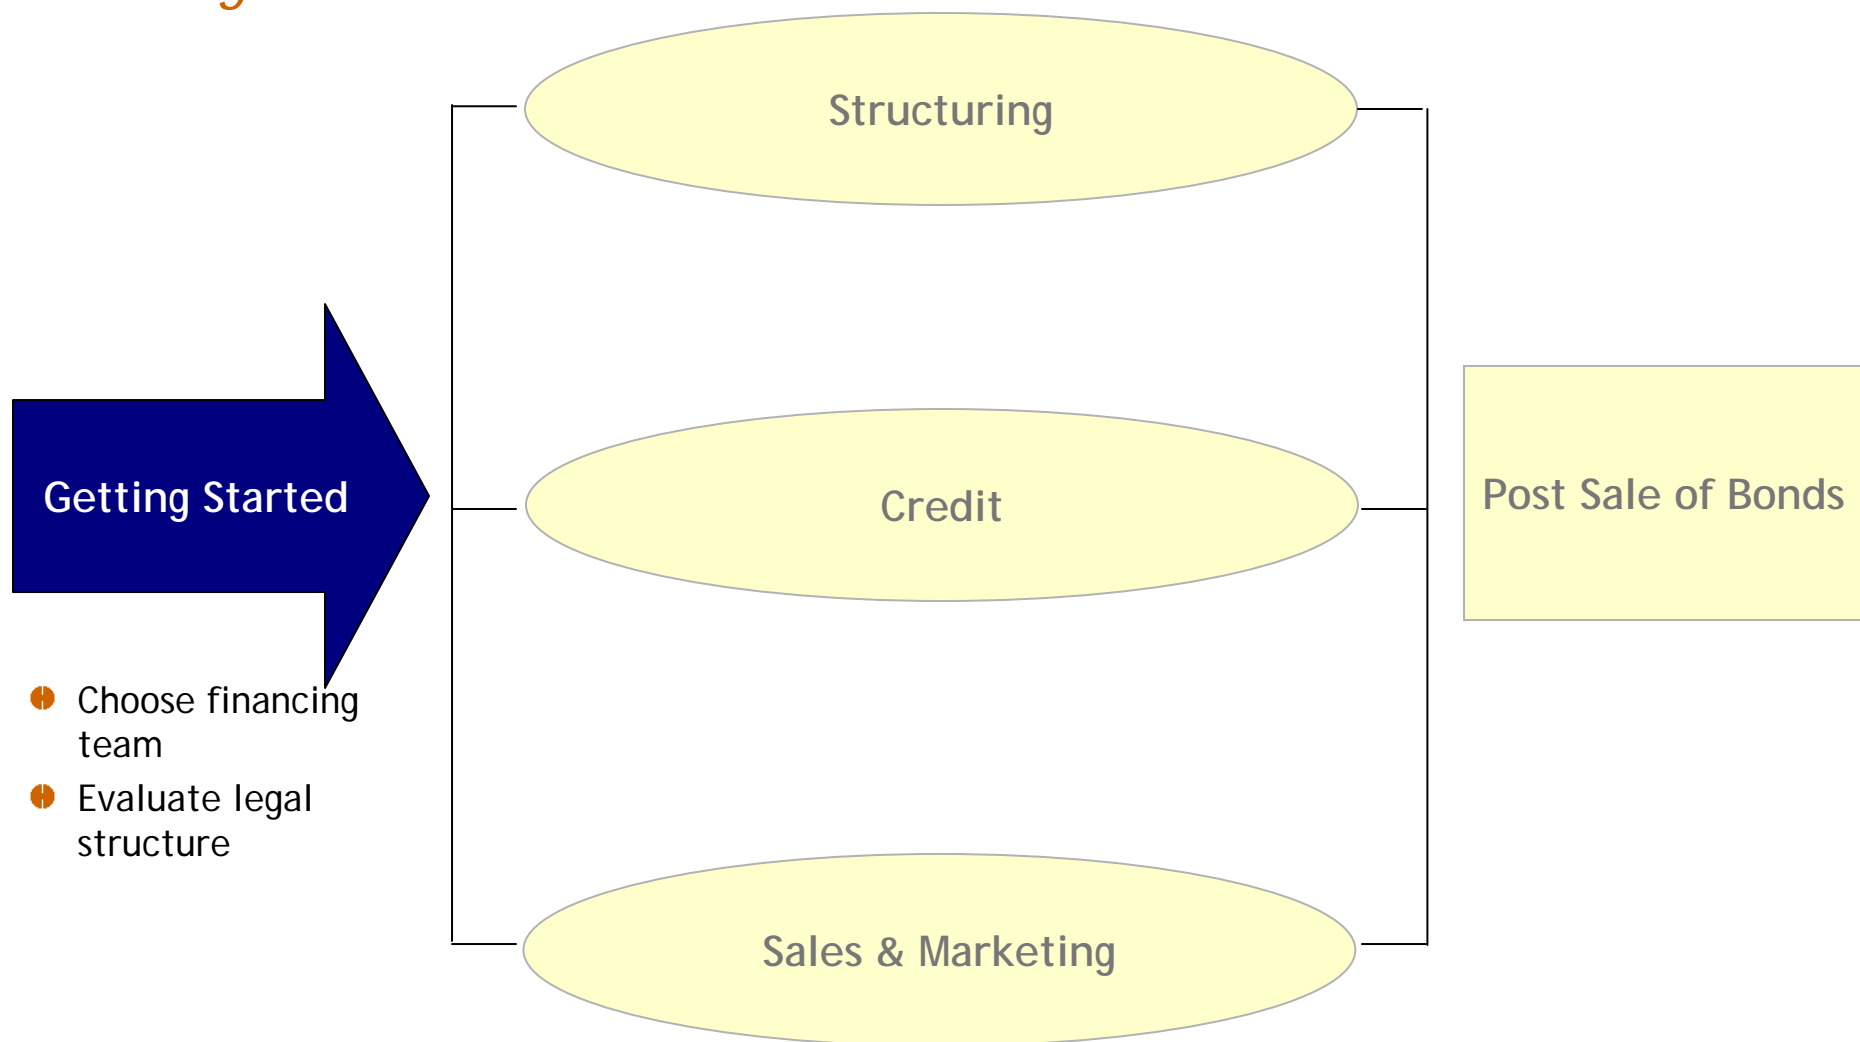 Structuring
Getting Started
Credit
Post Sale of Bonds
Choose financing
team
Evaluate legal
structure
Sales & Marketing